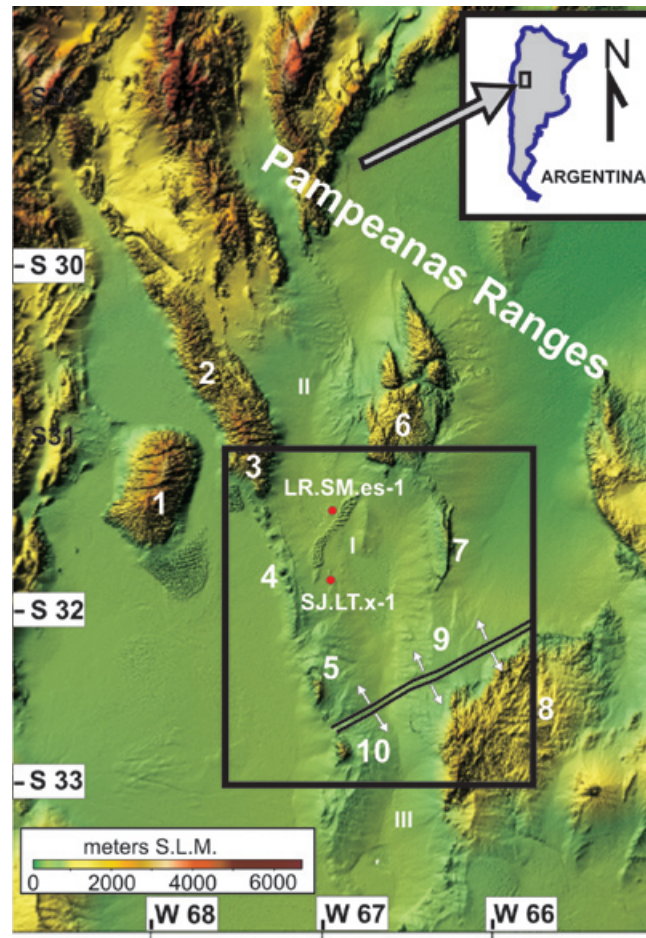 N
ARGENTINA
Pampeanas Ranges
S 30
2
II
S31
6
3
1
LR.SM.es-1
I
7
4
S 32
SJ.LT.x-1
9
5
8
10
S 33
III
meters S.L.M.
0 2000 4000 6000
W 68 W 67 W 66